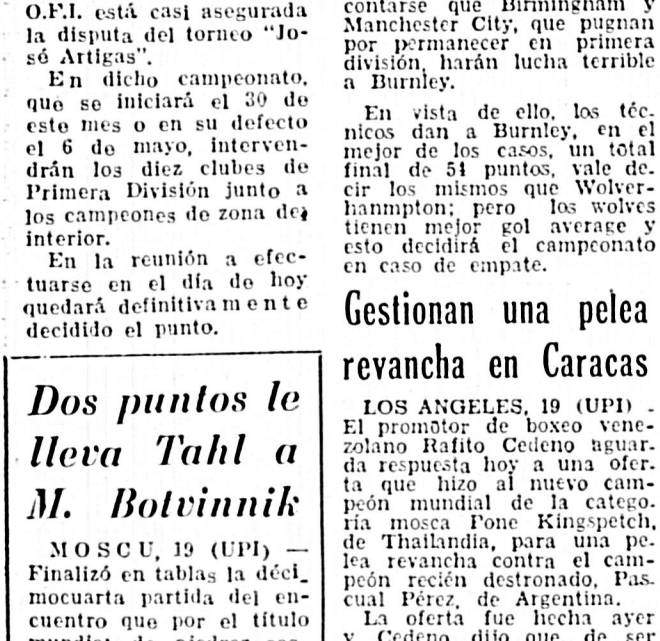 O.F.I. está casi asegurada
la disputa del torneo "Jo-
sé Artigas".
En dicho campeonato,
que se iniciará el 30 de
este mes o en su defecto
el 6 de mayo, interven-
drán los diez clubes de
Primera División junto a
los campeones de zona del
interior.
En la reunión a efec-
tuarse en el día de hoy
quedará definitivamente
decidido el punto.
Dos puntos le
lleva Tahl a
M. Botvinnik
MOSCU, 19 (UPI) —
Finalizó en tablas la déci_
mocuarta partida del en-
cuentro que por el título
contarse que Birmingham y
Manchester City, que pugnan
por permanecer en primera
división, harán lucha terrible
a Burnley.
En vista de ello, los téc-
nicos dan a Burnley, en el
mejor de los casos, un total
final de 54 puntos, vale de-
cir los mismos que Wolver-
hanmpton; pero los wolves
tienen mejor gol average y
esto decidirá el campeonato
en caso de empate.
Gestionan una pelea
revancha en Caracas
LOS ANGELES, 19 (UPI) -
El promotor de boxeo vene-
zolano Rafito Cedeno aguar-
da respuesta hoy a una ofer-
ta que hizo al nuevo cam-
peón mundial de la catego-
ría mosca Pone Kingspetch,
de Thailandia, para una pe-
lea revancha contra el cam-
peón recién destronado, Pas-
cual Pérez, de Argentina.
La oferta fue hecha ayer
y Cedeno dijo que de ser